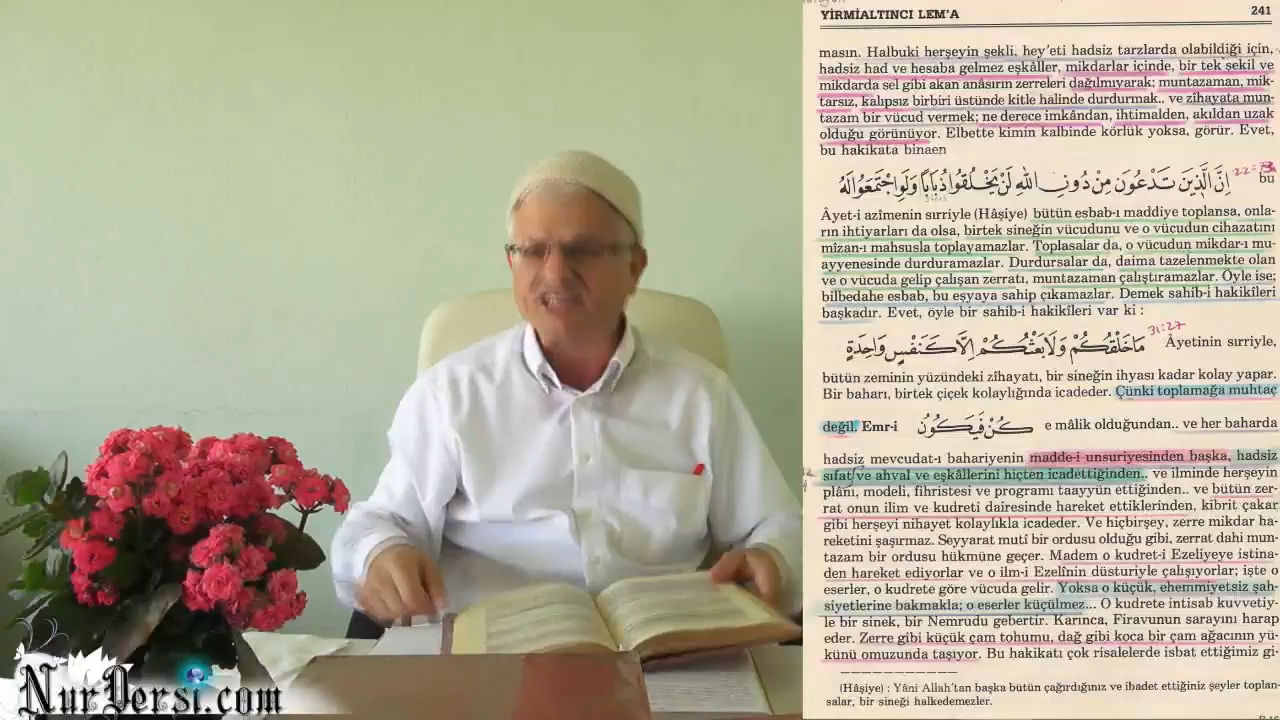 YİRMİALTINCI LEM'A
241
masın. Halbuki herşeyin şekli, hey'eti hadsiz tarzlarda olabildiği için,
hadsiz had ve hesaba gelmez eşkâller, mikdarlar içinde, bir tek şekil ve
mikdarda sel gibi akan anâsırın zerreleri dağılmıyarak; muntazaman, mik-
tarsız, kalıpsız birbiri üstünde kitle halinde durdurmak.. ve zîhayata mun-
tazam bir vücud vermek; ne derece imkândan, ihtimalden, akıldan uzak
olduğu görünüyor. Elbette kimin kalbinde körlük yoksa, görür. Evet,
bu hakikata binaen
22=73
اِنَّ الَّذِينَ تَدْعُونَ مِنْ دُونِ اللّٰهِ لَنْ يَخْلُقُوا ذُبَابًا وَلَوِ اجْتَمَعُوا لَهُ bu
Âyet-i azîmenin sırriyle (Hâşiye) bütün esbab-ı maddiye toplansa, onla-
rın ihtiyarları da olsa, birtek sineğin vücudunu ve o vücudun cihazatını
mizan-ı mahsusla toplayamazlar. Toplasalar da, o vücudun mikdar-ı mu-
ayyenesinde durduramazlar. Durdursalar da, daima tazelenmekte olan
ve o vücuda gelip çalışan zerratı, muntazaman çalıştıramazlar. Öyle ise;
bilbedahe esbab, bu eşyaya sahip çıkamazlar. Demek sahib-i hakikîleri
başkadır. Evet, öyle bir sahib-i hakikîleri var ki :
31:27
مَا خَلْقُكُمْ وَلَا بَعْثُكُمْ اِلَّا كَنَفْسٍ وَاحِدَةٍ Âyetinin sırriyle,
bütün zeminin yüzündeki zîhayatı, bir sineğin ihyası kadar kolay yapar.
Bir baharı, birtek çiçek kolaylığında icadeder. Çünki toplamağa muhtaç
değil. Emr-i كُنْ فَيَكُونُ e mâlik olduğundan.. ve her baharda
hadsiz mevcudat-ı bahariyenin madde-i unsuriyesinden başka, hadsiz
sıfat ve ahval ve eşkâllerini hiçten icadettiğinden.. ve ilminde herşeyin
plânı, modeli, fihristesi ve programı taayyün ettiğinden.. ve bütün zer-
rat onun ilim ve kudreti dairesinde hareket ettiklerinden, kibrit çakar
gibi herşeyi nihayet kolaylıkla icadeder. Ve hiçbirşey, zerre mikdar ha-
reketini şaşırmaz. Seyyarat mutî bir ordusu olduğu gibi, zerrat dahi mun-
tazam bir ordusu hükmüne geçer. Madem o kudret-i Ezeliyeye istina-
den hareket ediyorlar ve o ilm-i Ezelînin düsturiyle çalışıyorlar; işte o
eserler, o kudrete göre vücuda gelir. Yoksa o küçük, ehemmiyetsiz şah-
siyetlerine bakmakla; o eserler küçülmez... O kudrete intisab kuvvetiy-
le bir sinek, bir Nemrudu gebertir. Karınca, Firavunun sarayını harap
eder. Zerre gibi küçük çam tohumu, dağ gibi koca bir çam ağacının yü-
künü omuzunda taşıyor. Bu hakikatı çok risalelerde isbat ettiğimiz gi-
(Hâşiye) : Yâni Allah'tan başka bütün çağırdığınız ve ibadet ettiğiniz şeyler toplan-
salar, bir sineği halkedemezler.
NurDersi.com